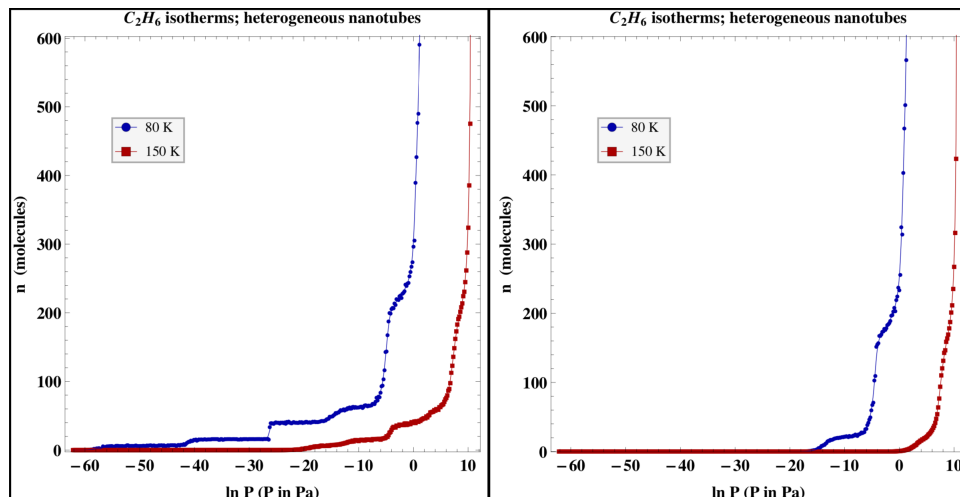 C₂H₆ isotherms; heterogeneous nanotubes
600
500
400
300
200
100
0
n (molecules)
80 K
150 K
−60 −50 −40 −30 −20 −10 0 10
ln P (P in Pa)
C₂H₆ isotherms; heterogeneous nanotubes
600
500
400
300
200
100
0
n (molecules)
80 K
150 K
−60 −50 −40 −30 −20 −10 0 10
ln P (P in Pa)